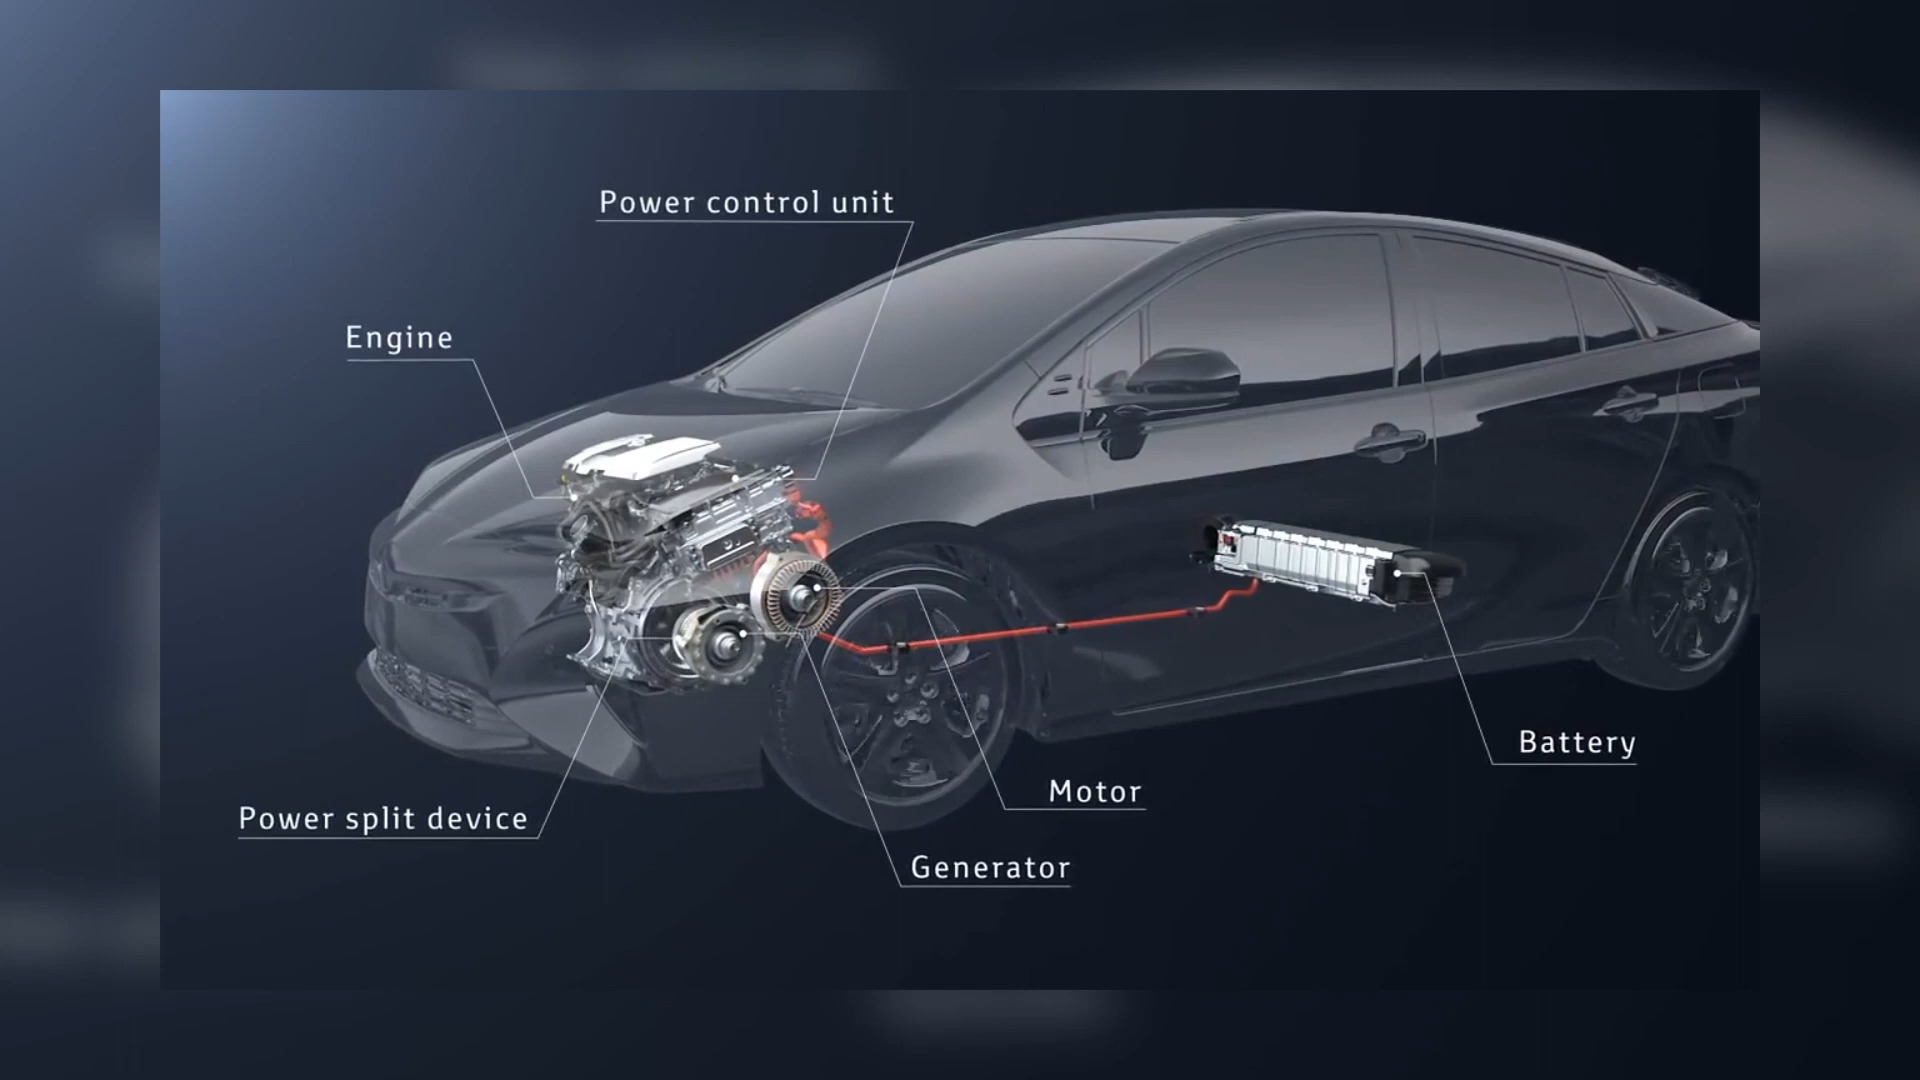 Power control unit
Engine
Battery
Motor
Power split device
Generator